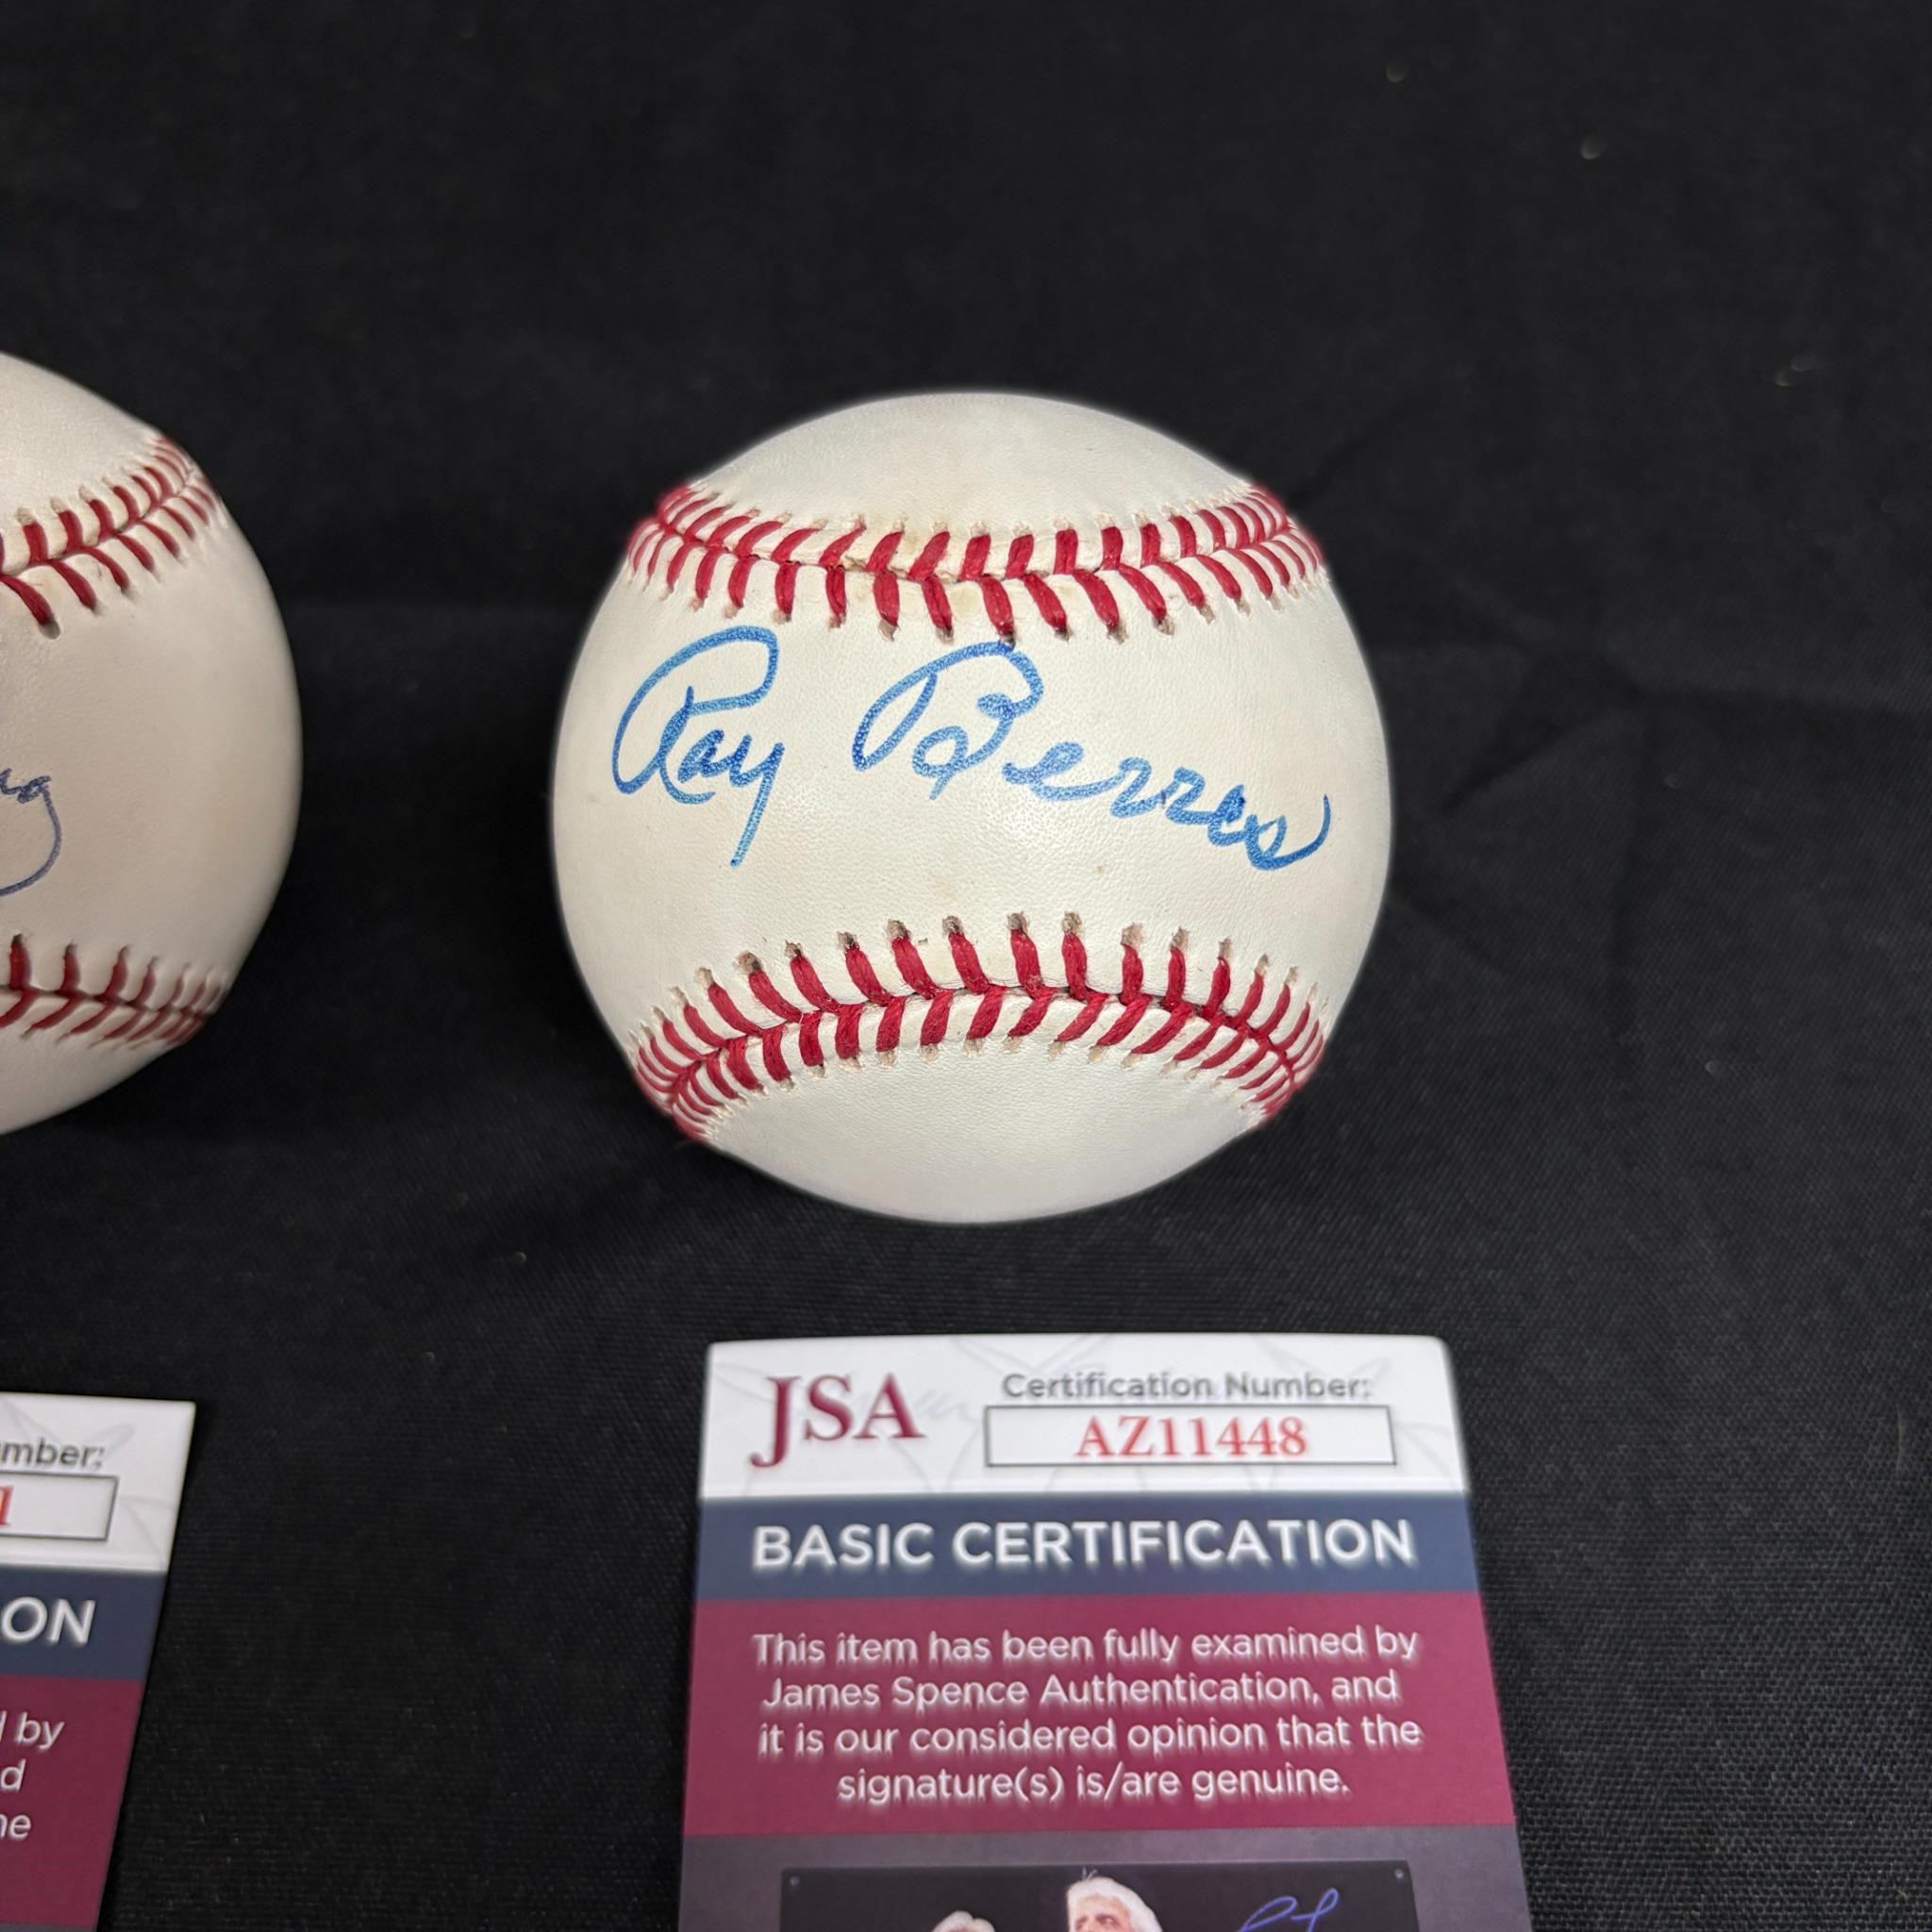 Ray Berres
JSA
Certification Number:
AZ11448
BASIC CERTIFICATION
This item has been fully examined by
James Spence Authentication, and
it is our considered opinion that the
signature(s) is/are genuine.
mber:
1
ON
by
d
ne